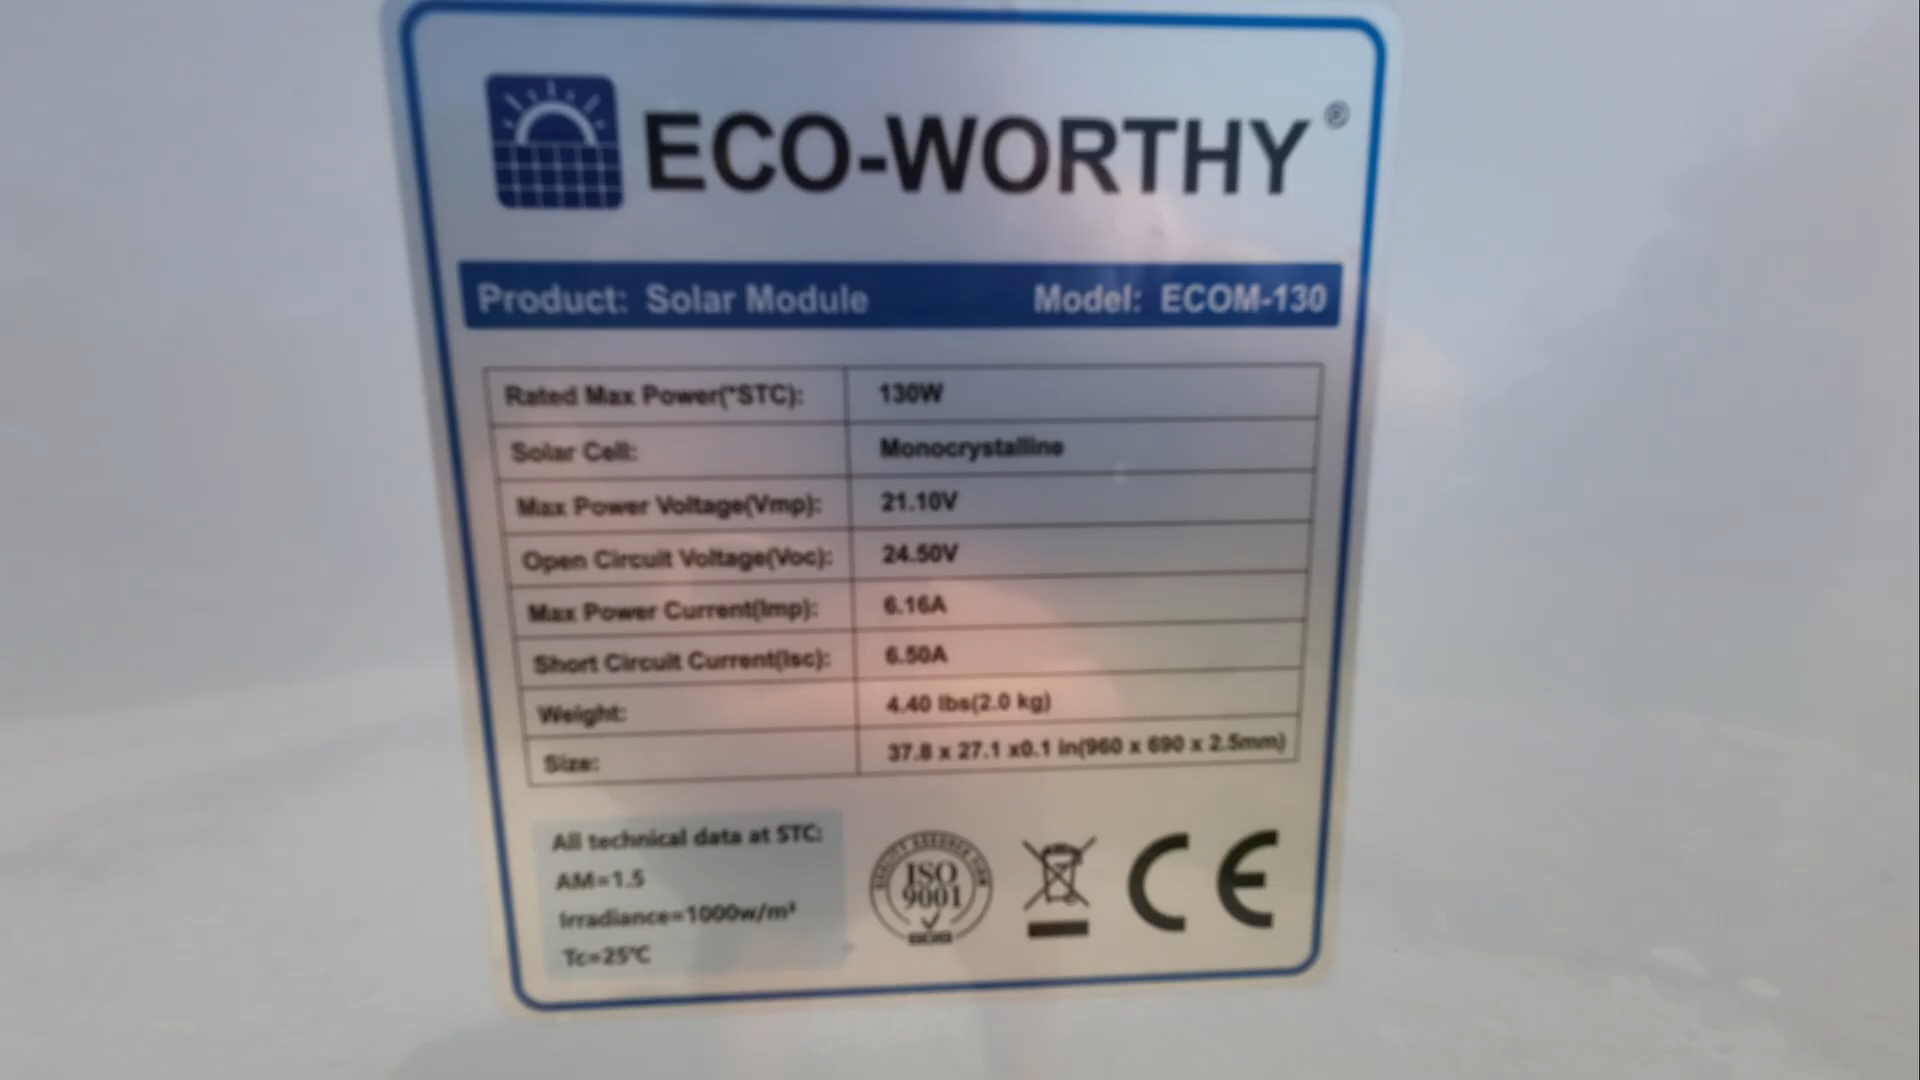 ECO-WORTHY®
Product: Solar Module Model: ECOM-130
Rated Max Power(*STC): 130W
Solar Cell: Monocrystalline
Max Power Voltage(Vmp): 21.10V
Open Circuit Voltage(Voc): 24.50V
Max Power Current(Imp): 6.16A
Short Circuit Current(Isc): 6.50A
Weight: 4.40 lbs(2.0 kg)
Size: 37.8 x 27.1 x0.1 in(960 x 690 x 2.5mm)
All technical data at STC:
AM=1.5
Irradiance=1000w/m²
Tc=25℃
QUALITY ASSURED FIRM
ISO
9001
CE